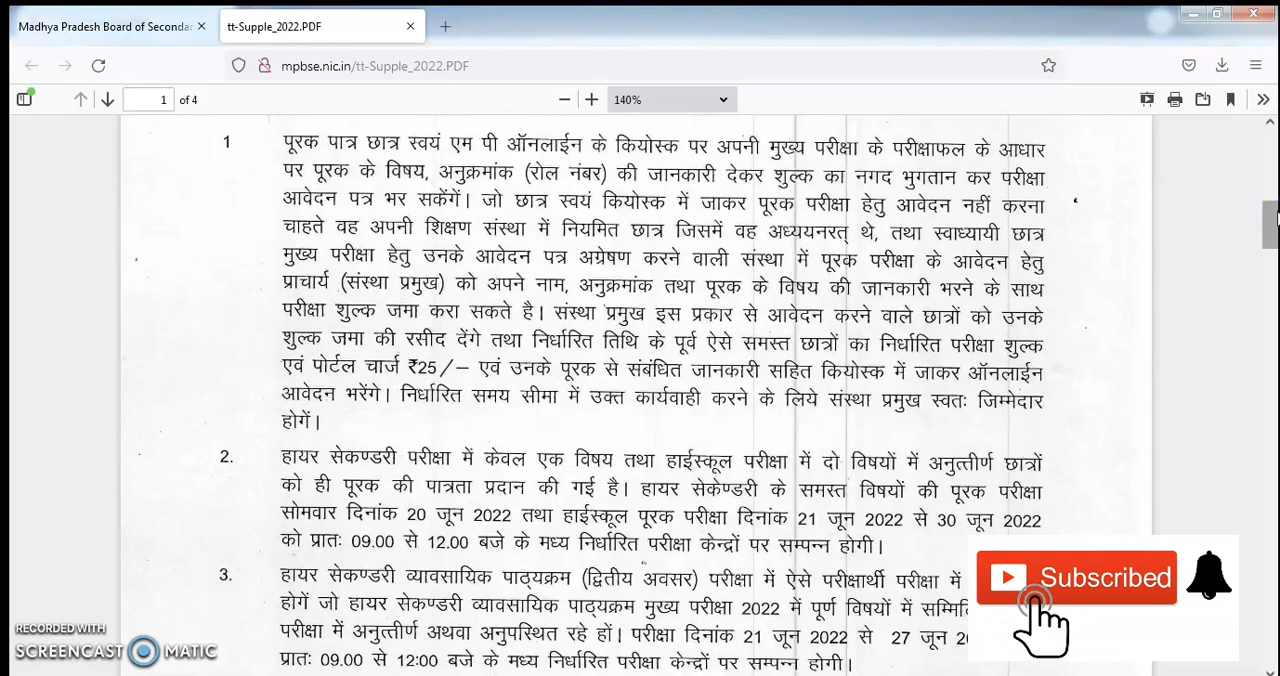 Madhya Pradesh Board of Secondar
tt-Supple_2022.PDF
mpbse.nic.in/tt-Supple_2022.PDF
1 of 4
140%
1 पूरक पात्र छात्र स्वयं एम पी ऑनलाईन के कियोस्क पर अपनी मुख्य परीक्षा के परीक्षाफल के आधार
पर पूरक के विषय, अनुक्रमांक (रोल नंबर) की जानकारी देकर शुल्क का नगद भुगतान कर परीक्षा
आवेदन पत्र भर सकेंगें। जो छात्र स्वयं कियोस्क में जाकर पूरक परीक्षा हेतु आवेदन नहीं करना
चाहते वह अपनी शिक्षण संस्था में नियमित छात्र जिसमें वह अध्ययनरत् थे, तथा स्वाध्यायी छात्र
मुख्य परीक्षा हेतु उनके आवेदन पत्र अग्रेषण करने वाली संस्था में पूरक परीक्षा के आवेदन हेतु
प्राचार्य (संस्था प्रमुख) को अपने नाम, अनुक्रमांक तथा पूरक के विषय की जानकारी भरने के साथ
परीक्षा शुल्क जमा करा सकते है। संस्था प्रमुख इस प्रकार से आवेदन करने वाले छात्रों को उनके
शुल्क जमा की रसीद देंगे तथा निर्धारित तिथि के पूर्व ऐसे समस्त छात्रों का निर्धारित परीक्षा शुल्क
एवं पोर्टल चार्ज ₹25/– एवं उनके पूरक से संबंधित जानकारी सहित कियोस्क में जाकर ऑनलाईन
आवेदन भरेंगे। निर्धारित समय सीमा में उक्त कार्यवाही करने के लिये संस्था प्रमुख स्वतः जिम्मेदार
होगें।
2. हायर सेकण्डरी परीक्षा में केवल एक विषय तथा हाईस्कूल परीक्षा में दो विषयों में अनुत्तीर्ण छात्रों
को ही पूरक की पात्रता प्रदान की गई है। हायर सेकेण्डरी के समस्त विषयों की पूरक परीक्षा
सोमवार दिनांक 20 जून 2022 तथा हाईस्कूल पूरक परीक्षा दिनांक 21 जून 2022 से 30 जून 2022
को प्रातः 09.00 से 12.00 बजे के मध्य निर्धारित परीक्षा केन्द्रों पर सम्पन्न होगी।
3. हायर सेकण्डरी व्यावसायिक पाठ्यक्रम (द्वितीय अवसर) परीक्षा में ऐसे परीक्षार्थी परीक्षा में
होगें जो हायर सेकण्डरी व्यावसायिक पाठ्यक्रम मुख्य परीक्षा 2022 में पूर्ण विषयों में
परीक्षा में अनुत्तीर्ण अथवा अनुपस्थित रहे हों। परीक्षा दिनांक 21 जून 2022 से 27 जून
प्रातः 09.00 से 12:00 बजे के मध्य निर्धारित परीक्षा केन्द्रों पर सम्पन्न होगी।
Subscribed
RECORDED WITH
SCREENCAST MATIC